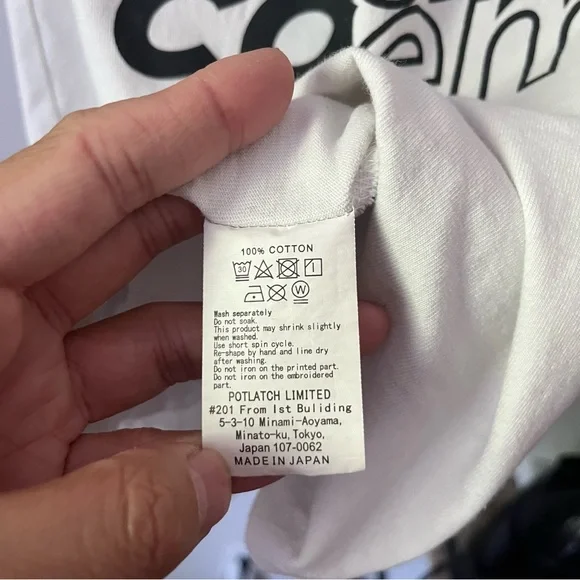 coem
100% COTTON
30
W
Wash separately
Do not soak.
This product may shrink slightly
when washed.
Use short spin cycle.
Re-shape by hand and line dry
after washing.
Do not iron on the printed part.
Do not iron on the embroidered
part.
POTLATCH LIMITED
#201 From 1st Buliding
5-3-10 Minami-Aoyama,
Minato-ku, Tokyo,
Japan 107-0062
MADE IN JAPAN